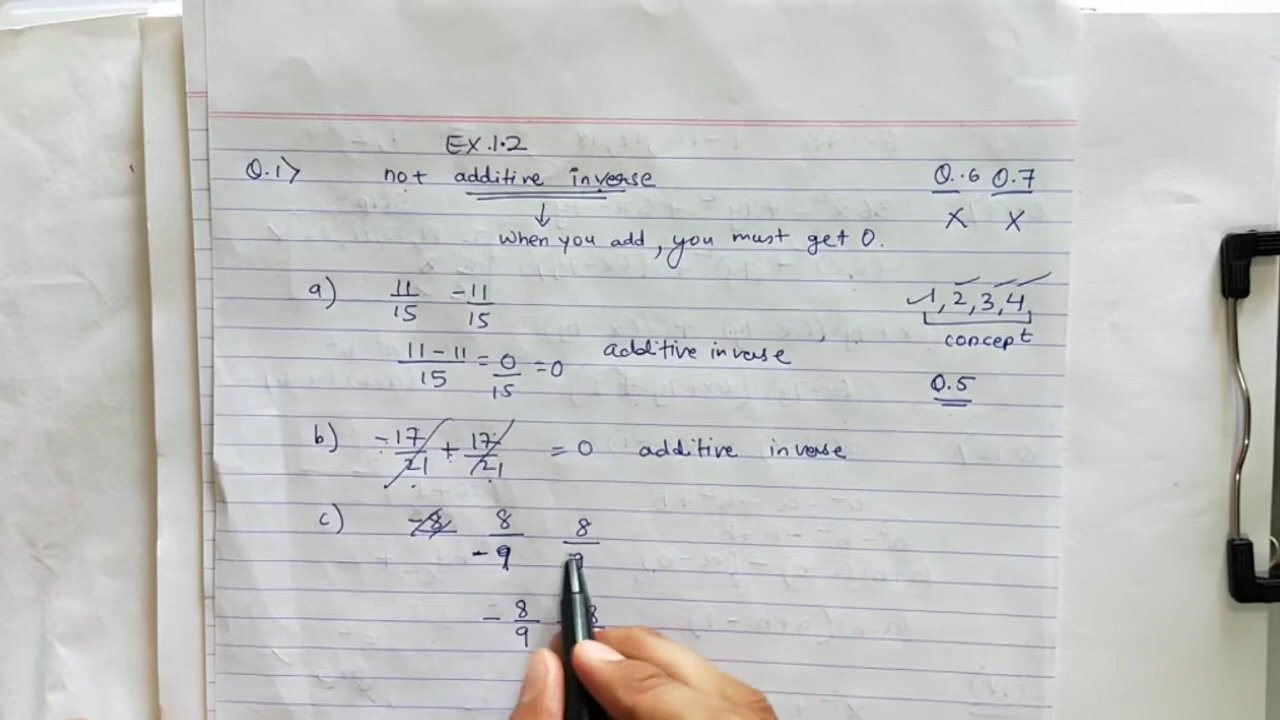 Ex.1.2
Q.1> not additive inverse Q.6 Q.7
↓ X X
When you add, you must get 0.
a) 11/15 -11/15 ✓1, 2, 3, 4,
concept
11-11/15 = 0/15 = 0 additive inverse
Q.5
b) -17/21 + 17/21 = 0 additive inverse
c) -8 8/-9 8/
-8/9 8